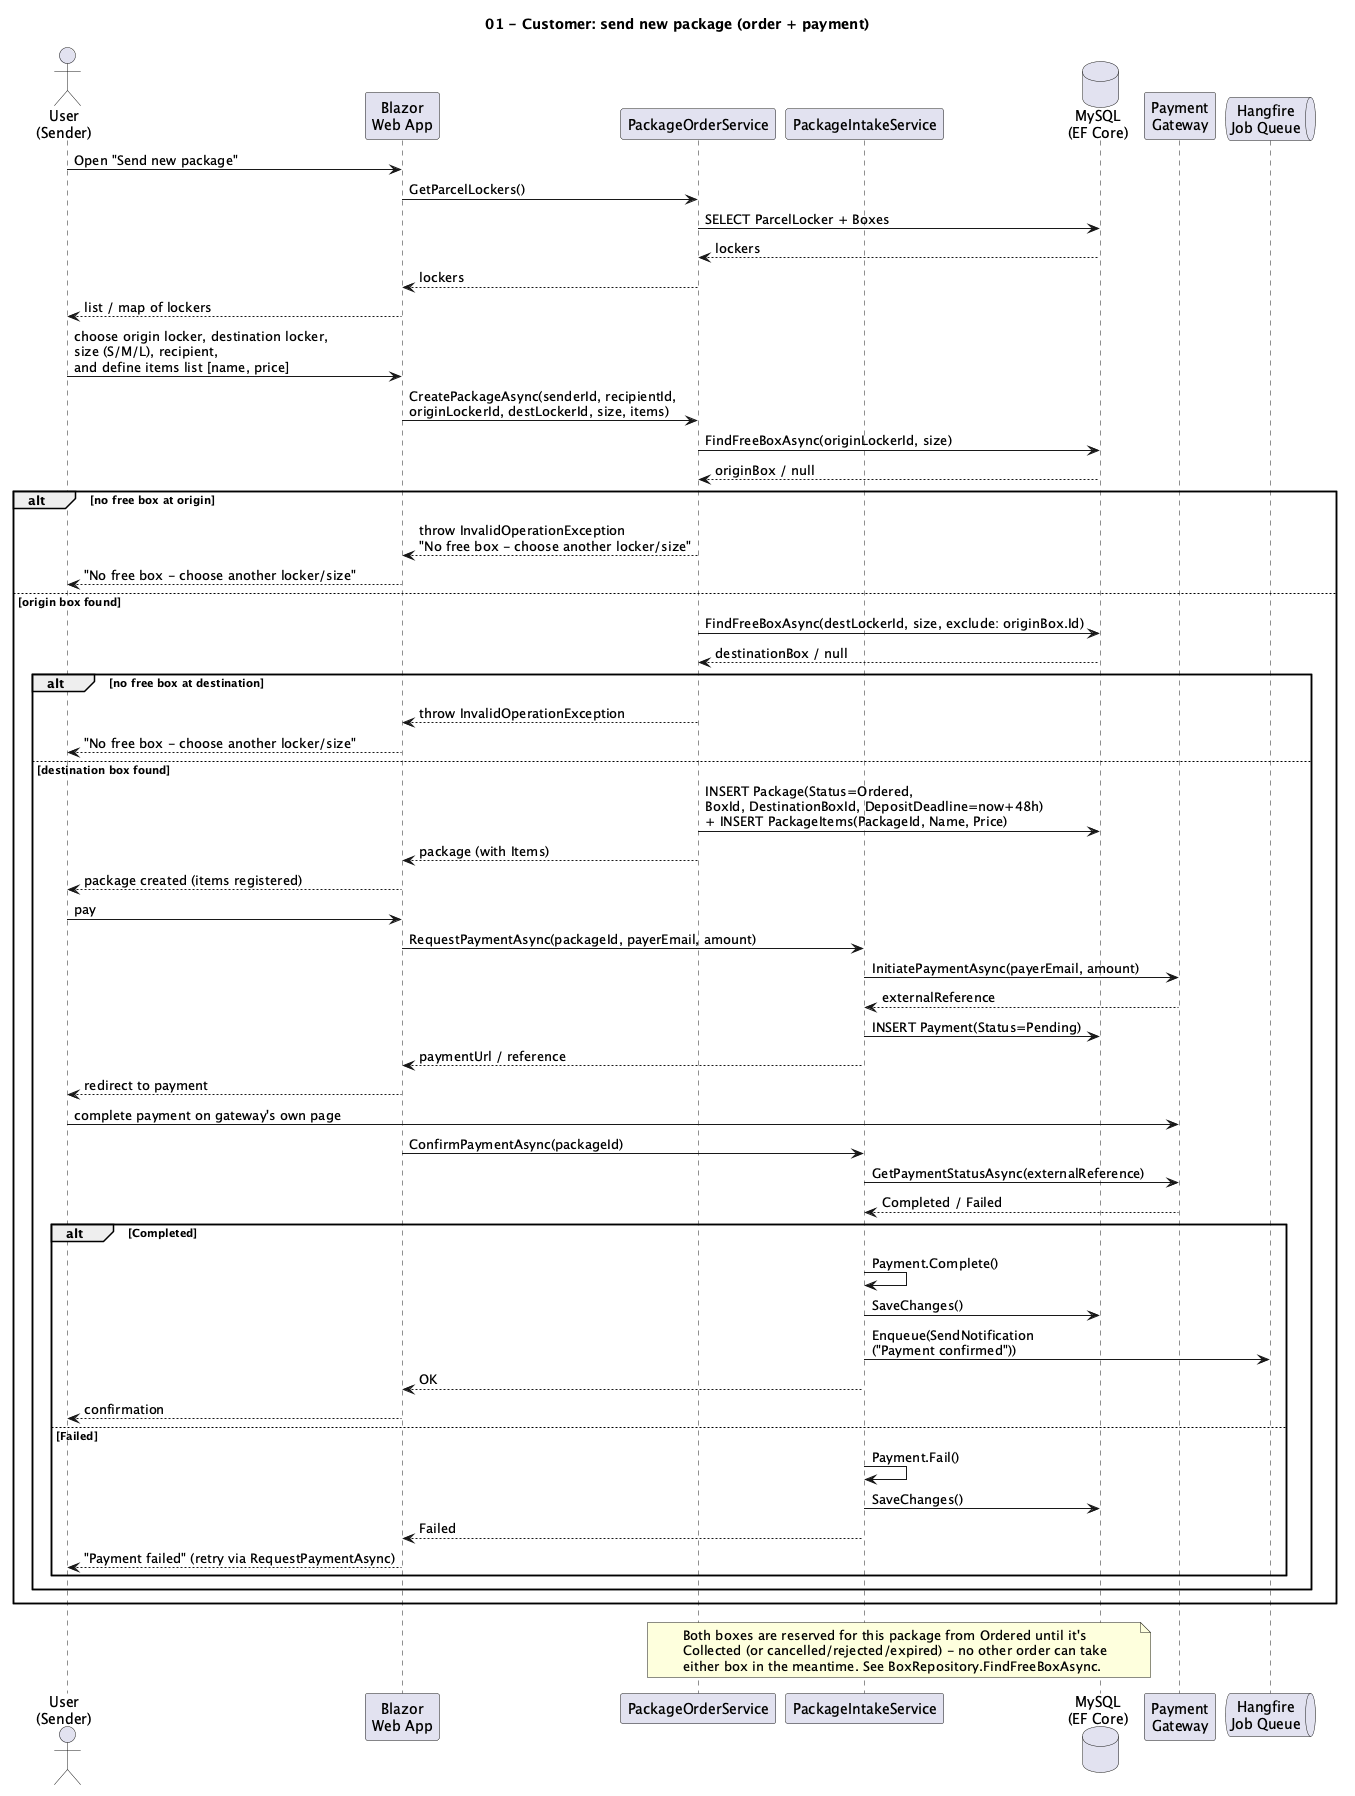 01 – Customer: send new package (order + payment)
User
(Sender)
Blazor
Web App
PackageOrderService
PackageIntakeService
MySQL
(EF Core)
Payment
Gateway
Hangfire
Job Queue
Open "Send new package"
GetParcelLockers()
SELECT ParcelLocker + Boxes
lockers
lockers
list / map of lockers
choose origin locker, destination locker,
size (S/M/L), recipient,
and define items list [name, price]
CreatePackageAsync(senderId, recipientId,
originLockerId, destLockerId, size, items)
FindFreeBoxAsync(originLockerId, size)
originBox / null
alt [no free box at origin]
throw InvalidOperationException
"No free box – choose another locker/size"
"No free box – choose another locker/size"
[origin box found]
FindFreeBoxAsync(destLockerId, size, exclude: originBox.Id)
destinationBox / null
alt [no free box at destination]
throw InvalidOperationException
"No free box – choose another locker/size"
[destination box found]
INSERT Package(Status=Ordered,
BoxId, DestinationBoxId, DepositDeadline=now+48h)
+ INSERT PackageItems(PackageId, Name, Price)
package (with Items)
package created (items registered)
pay
RequestPaymentAsync(packageId, payerEmail, amount)
InitiatePaymentAsync(payerEmail, amount)
externalReference
INSERT Payment(Status=Pending)
paymentUrl / reference
redirect to payment
complete payment on gateway's own page
ConfirmPaymentAsync(packageId)
GetPaymentStatusAsync(externalReference)
Completed / Failed
alt [Completed]
Payment.Complete()
SaveChanges()
Enqueue(SendNotification
("Payment confirmed"))
OK
confirmation
[Failed]
Payment.Fail()
SaveChanges()
Failed
"Payment failed" (retry via RequestPaymentAsync)
Both boxes are reserved for this package from Ordered until it's
Collected (or cancelled/rejected/expired) – no other order can take
either box in the meantime. See BoxRepository.FindFreeBoxAsync.
User
(Sender)
Blazor
Web App
PackageOrderService
PackageIntakeService
MySQL
(EF Core)
Payment
Gateway
Hangfire
Job Queue